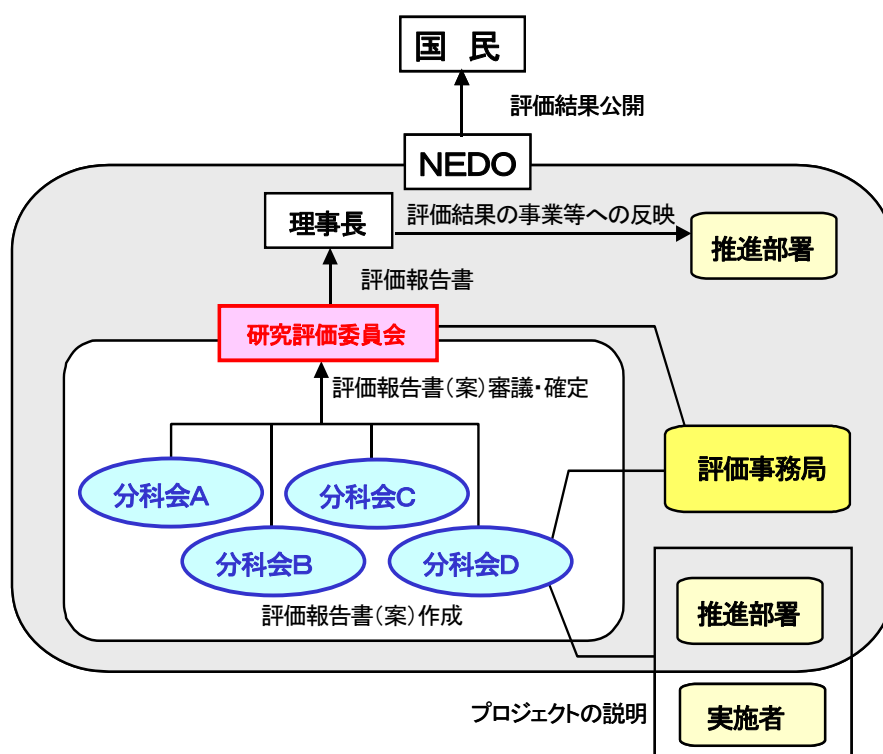 国 民
評価結果公開
NEDO
理事長
評価結果の事業等への反映
推進部署
評価報告書
研究評価委員会
評価報告書(案)審議・確定
評価事務局
分科会A
分科会C
分科会B
分科会D
評価報告書(案)作成
推進部署
プロジェクトの説明
実施者